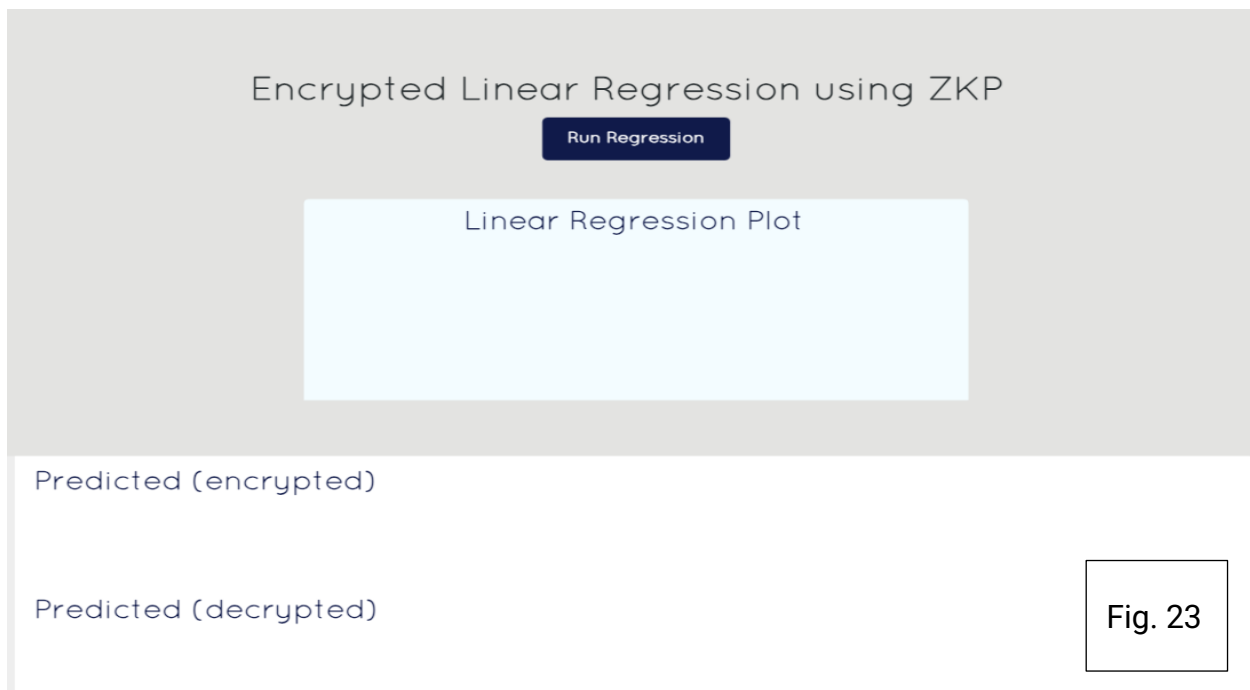 Encrypted Linear Regression using ZKP
Run Regression
Linear Regression Plot
Predicted (encrypted)
Predicted (decrypted)
Fig. 23